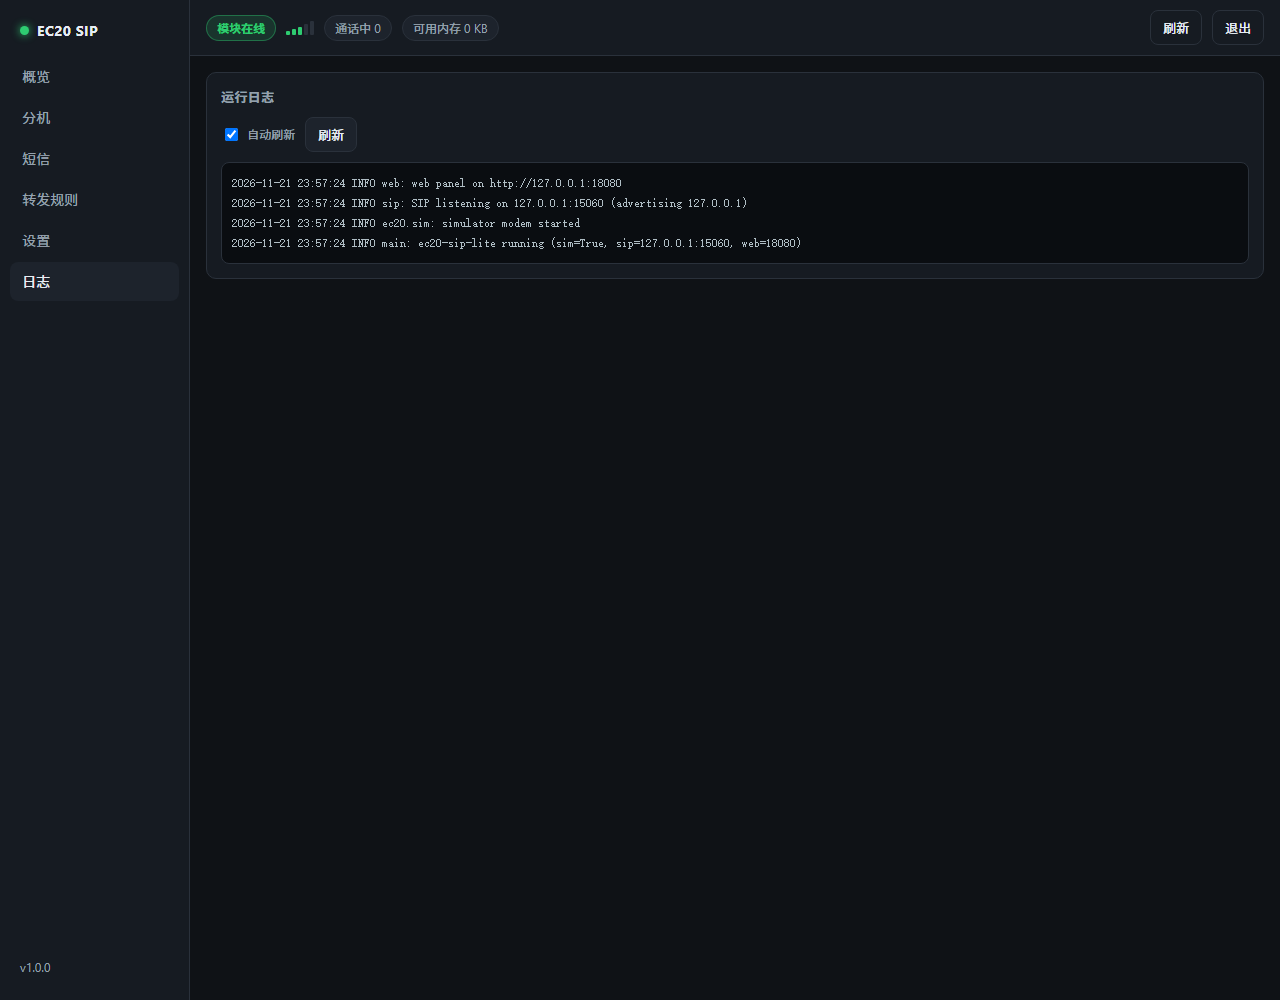 EC20 SIP
概览
分机
短信
转发规则
设置
日志
v1.0.0
模块在线 通话中 0 可用内存 0 KB 刷新 退出
运行日志
自动刷新 刷新
2026-11-21 23:57:24 INFO web: web panel on http://127.0.0.1:18080
2026-11-21 23:57:24 INFO sip: SIP listening on 127.0.0.1:15060 (advertising 127.0.0.1)
2026-11-21 23:57:24 INFO ec20.sim: simulator modem started
2026-11-21 23:57:24 INFO main: ec20-sip-lite running (sim=True, sip=127.0.0.1:15060, web=18080)